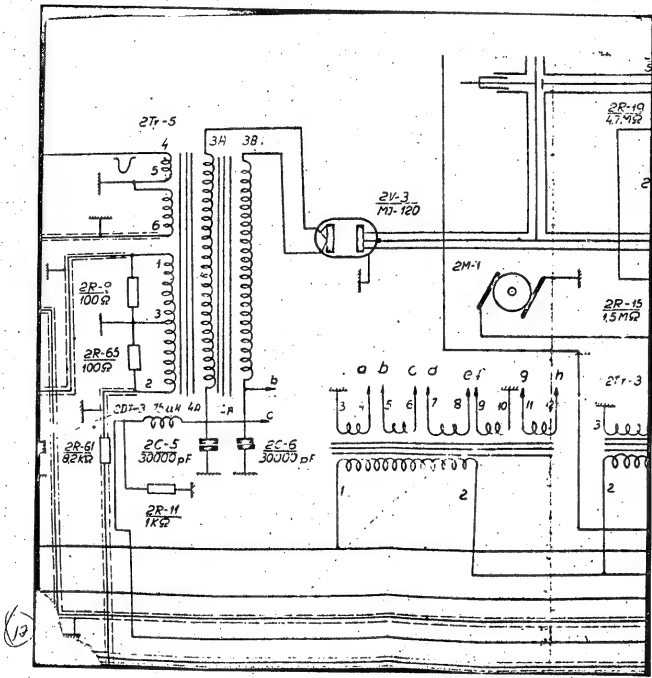 5
2R-19
4.7MΩ
2Tr-5
3A
3B
4
5
6
2V-3
MJ-120
2
1
2M-1
2R-9
100Ω
3
2R-15
1,5MΩ
2R-65
100Ω
2
a b c d e f g h
2Tr-3
b
3 4 5 6 7 8 9 10 11 12
3
4A
c
2R-61
82KΩ
2C-5
30000pF
2C-6
30000pF
1
2
2
2R-11
1KΩ
12